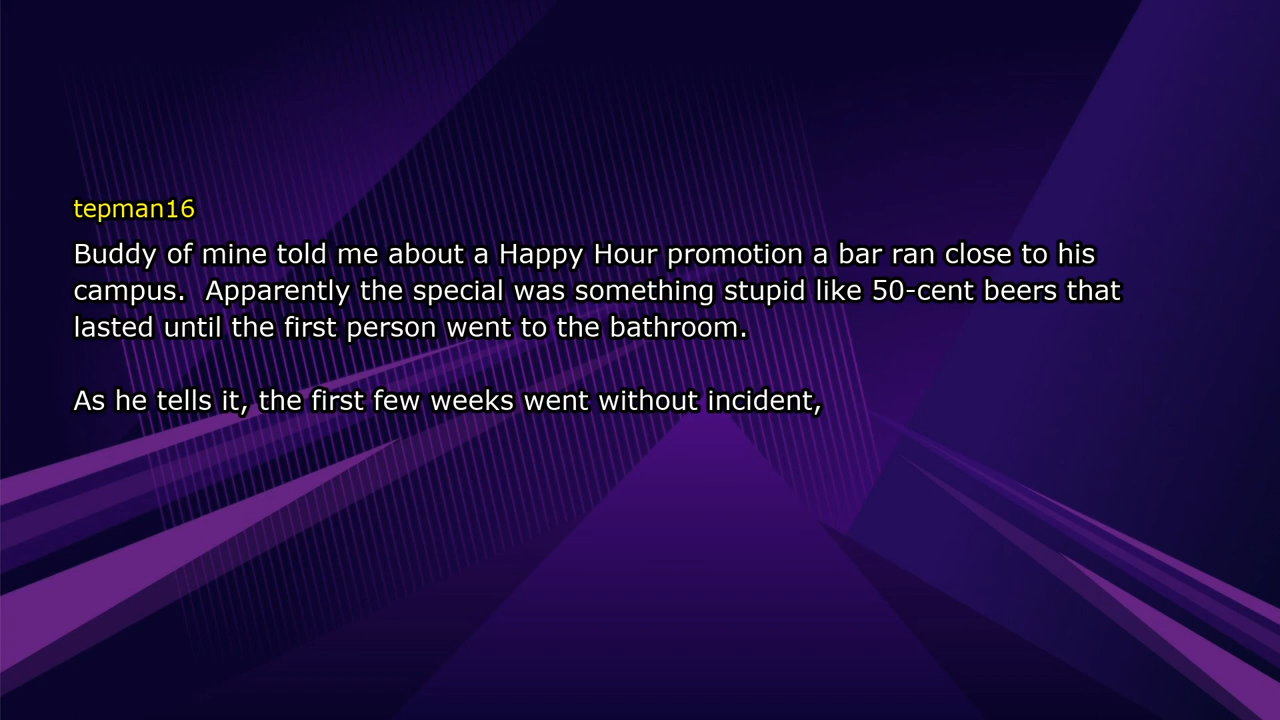 tepman16
Buddy of mine told me about a Happy Hour promotion a bar ran close to his
campus.  Apparently the special was something stupid like 50-cent beers that
lasted until the first person went to the bathroom.
As he tells it, the first few weeks went without incident,